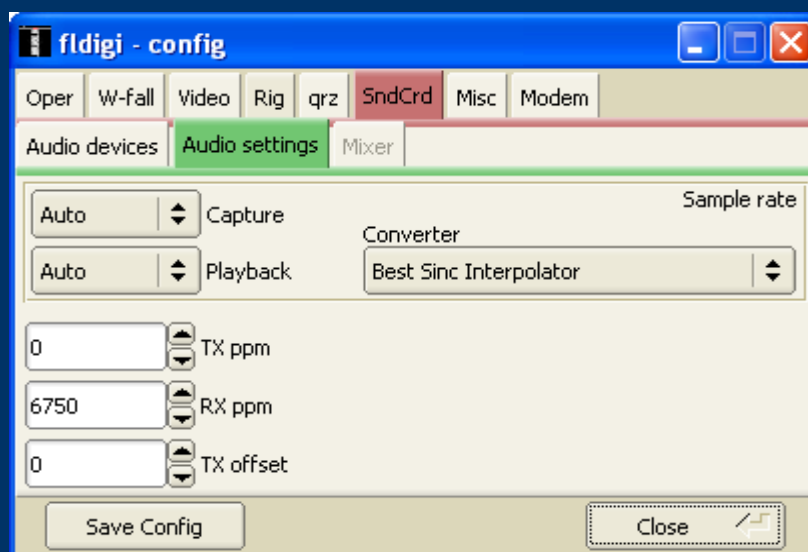 fldigi - config
Oper W-fall Video Rig qrz SndCrd Misc Modem
Audio devices Audio settings Mixer
Sample rate
Auto Capture
Converter
Auto Playback Best Sinc Interpolator
0 TX ppm
6750 RX ppm
0 TX offset
Save Config Close